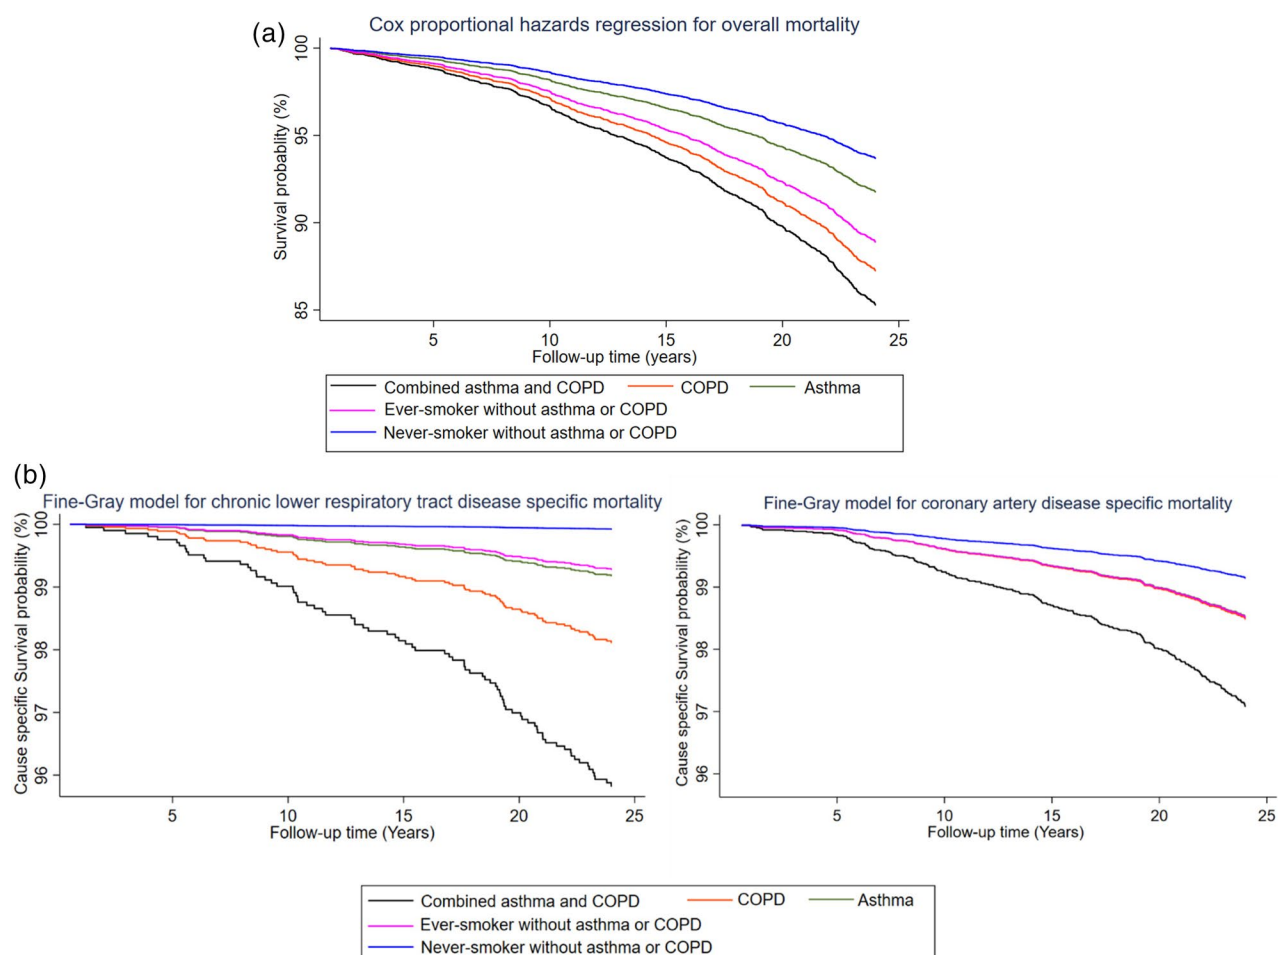 (a)
Cox proportional hazards regression for overall mortality
Survival probablity (%)
100
95
90
85
5 10 15 20 25
Follow-up time (years)
Combined asthma and COPD COPD Asthma
Ever-smoker without asthma or COPD
Never-smoker without asthma or COPD
(b)
Fine-Gray model for chronic lower respiratory tract disease specific mortality
Cause specific Survival probability (%)
100
99
98
97
96
5 10 15 20 25
Follow-up time (Years)
Fine-Gray model for coronary artery disease specific mortality
Cause specific Survival probability (%)
100
99
98
97
96
5 10 15 20 25
Follow-up time (Years)
Combined asthma and COPD COPD Asthma
Ever-smoker without asthma or COPD
Never-smoker without asthma or COPD